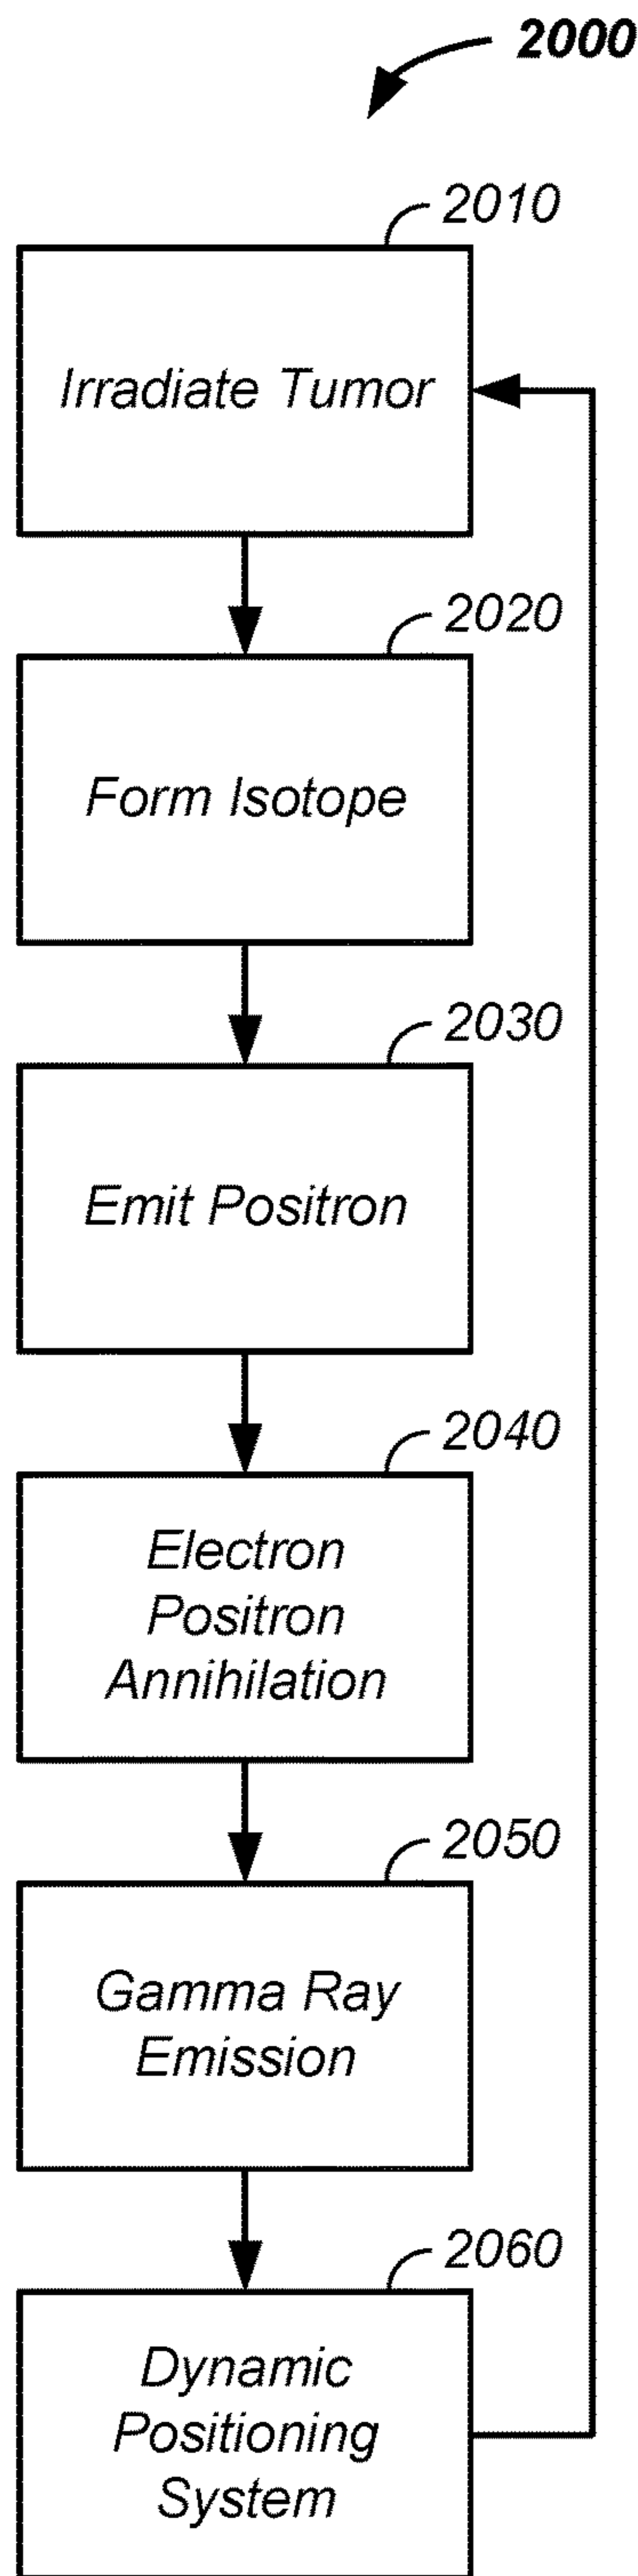 2000
2010
Irradiate Tumor
2020
Form Isotope
2030
Emit Positron
2040
Electron
Positron
Annihilation
2050
Gamma Ray
Emission
2060
Dynamic
Positioning
System